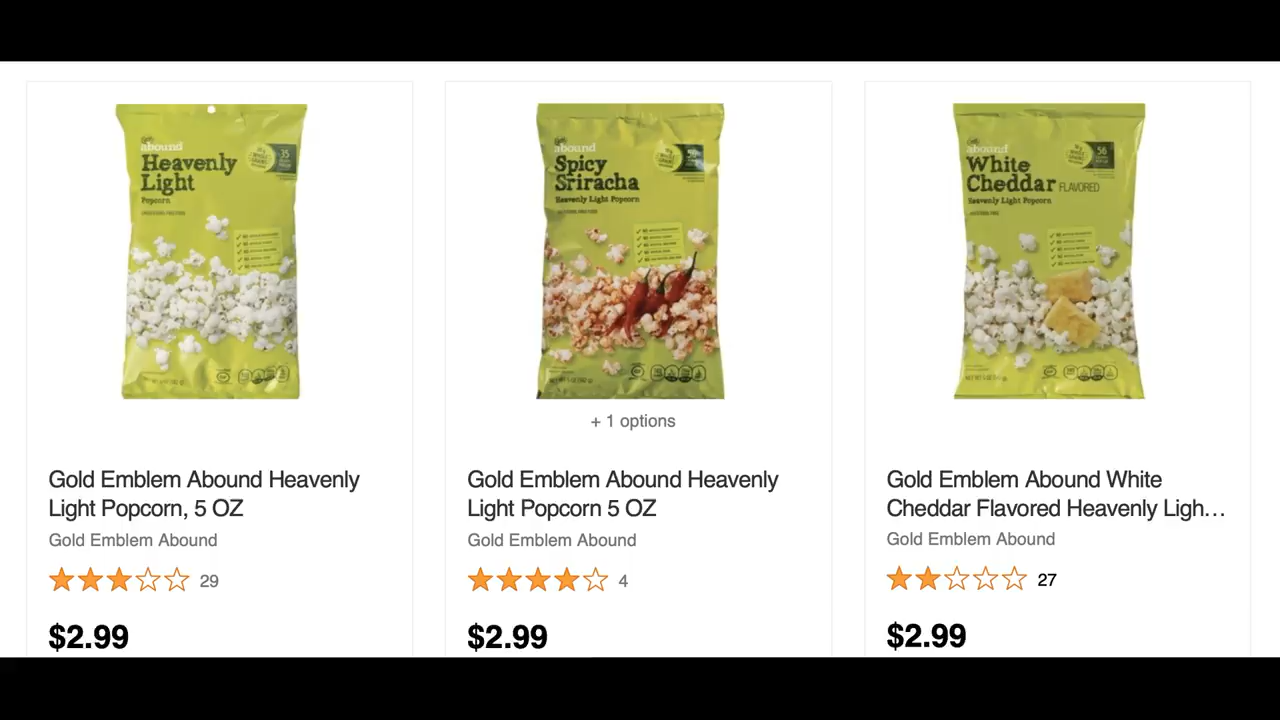 abound
Heavenly
Light
Popcorn
35
abound
Spicy
Sriracha
Heavenly Light Popcorn
abound
White
Cheddar FLAVORED
Heavenly Light Popcorn
56
+ 1 options
Gold Emblem Abound Heavenly
Light Popcorn, 5 OZ
Gold Emblem Abound
29
$2.99
Gold Emblem Abound Heavenly
Light Popcorn 5 OZ
Gold Emblem Abound
4
$2.99
Gold Emblem Abound White
Cheddar Flavored Heavenly Ligh…
Gold Emblem Abound
27
$2.99